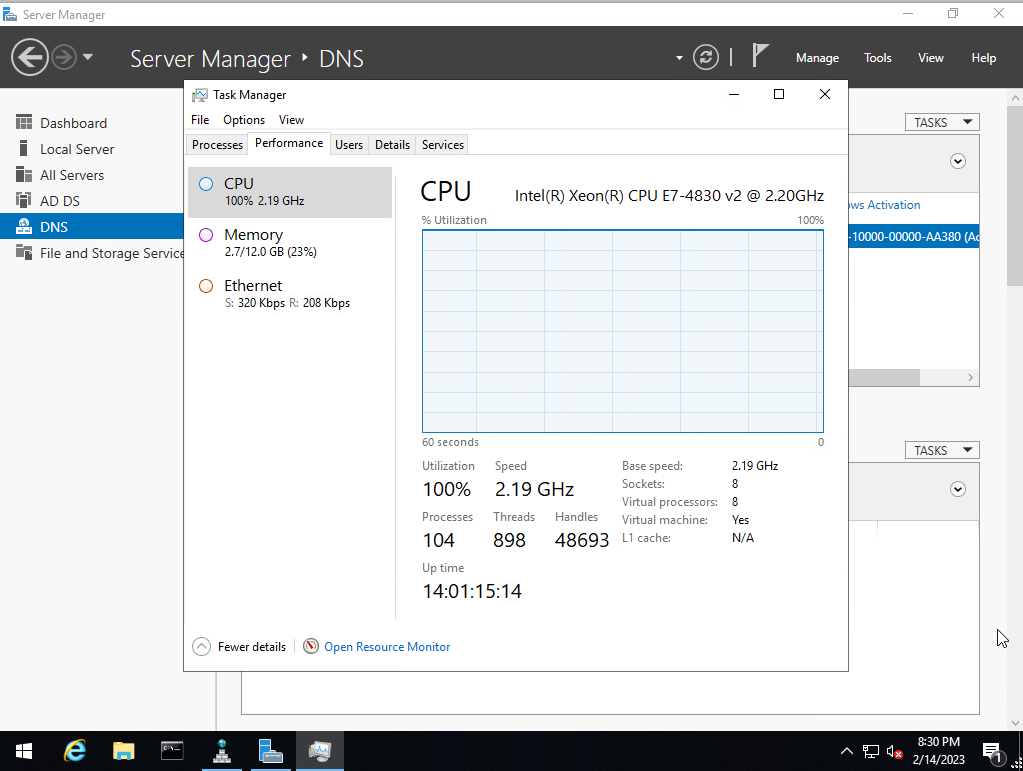 Server Manager
Server Manager ‣ DNS
Manage Tools View Help
Dashboard
Local Server
All Servers
AD DS
DNS
File and Storage Service
TASKS
ows Activation
-10000-00000-AA380 (Ac
TASKS
Task Manager
File Options View
Processes Performance Users Details Services
CPU
100% 2.19 GHz
Memory
2.7/12.0 GB (23%)
Ethernet
S: 320 Kbps R: 208 Kbps
CPU Intel(R) Xeon(R) CPU E7-4830 v2 @ 2.20GHz
% Utilization 100%
60 seconds 0
Utilization Speed
100% 2.19 GHz
Processes Threads Handles
104 898 48693
Up time
14:01:15:14
Base speed: 2.19 GHz
Sockets: 8
Virtual processors: 8
Virtual machine: Yes
L1 cache: N/A
Fewer details Open Resource Monitor
8:30 PM
2/14/2023
1